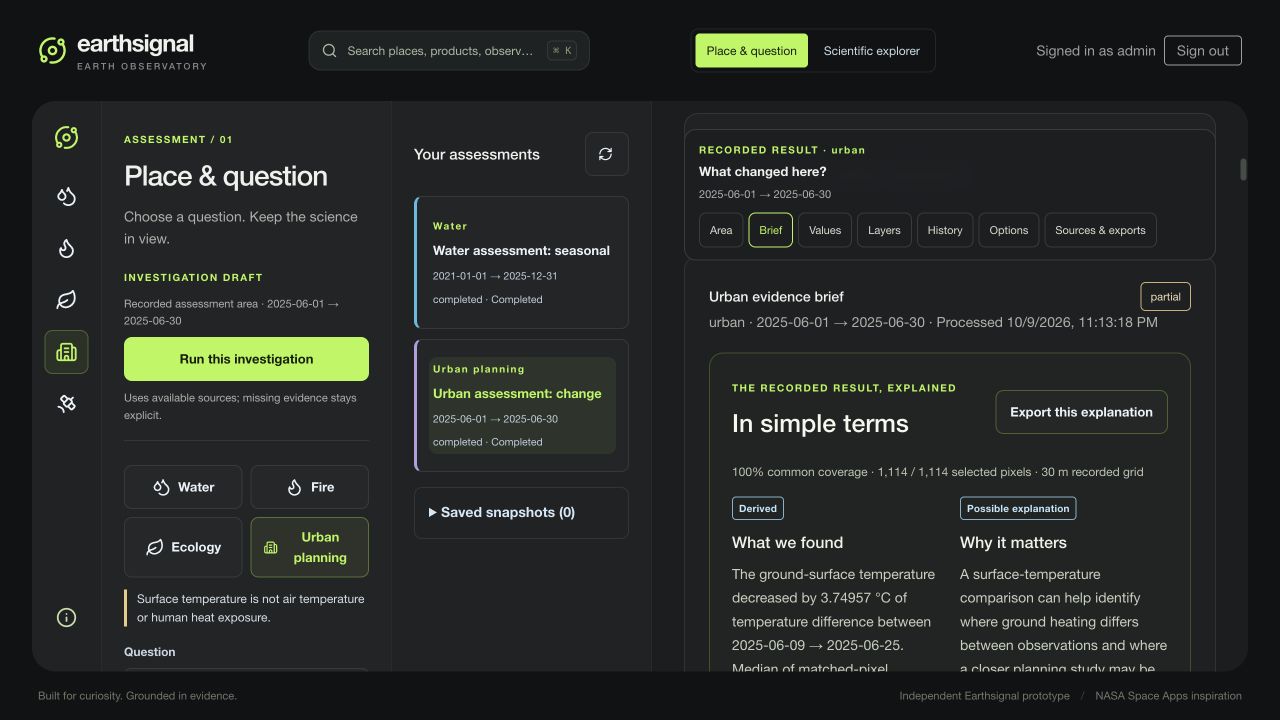 earthsignal
EARTH OBSERVATORY
Search places, products, observ…
⌘ K
Place & question
Scientific explorer
Signed in as admin
Sign out
ASSESSMENT / 01
Place & question
Choose a question. Keep the science
in view.
INVESTIGATION DRAFT
Recorded assessment area · 2025-06-01 →
2025-06-30
Run this investigation
Uses available sources; missing evidence stays
explicit.
Water
Fire
Ecology
Urban
planning
Surface temperature is not air temperature
or human heat exposure.
Question
Your assessments
Water
Water assessment: seasonal
2021-01-01 → 2025-12-31
completed · Completed
Urban planning
Urban assessment: change
2025-06-01 → 2025-06-30
completed · Completed
Saved snapshots (0)
RECORDED RESULT · urban
What changed here?
2025-06-01 → 2025-06-30
Area
Brief
Values
Layers
History
Options
Sources & exports
Urban evidence brief
partial
urban · 2025-06-01 → 2025-06-30 · Processed 10/9/2026, 11:13:18 PM
THE RECORDED RESULT, EXPLAINED
In simple terms
Export this explanation
100% common coverage · 1,114 / 1,114 selected pixels · 30 m recorded grid
Derived
What we found
The ground-surface temperature
decreased by 3.74957 °C of
temperature difference between
2025-06-09 → 2025-06-25.
Median of matched-pixel
Possible explanation
Why it matters
A surface-temperature
comparison can help identify
where ground heating differs
between observations and where
a closer planning study may be
Built for curiosity. Grounded in evidence.
Independent Earthsignal prototype / NASA Space Apps inspiration